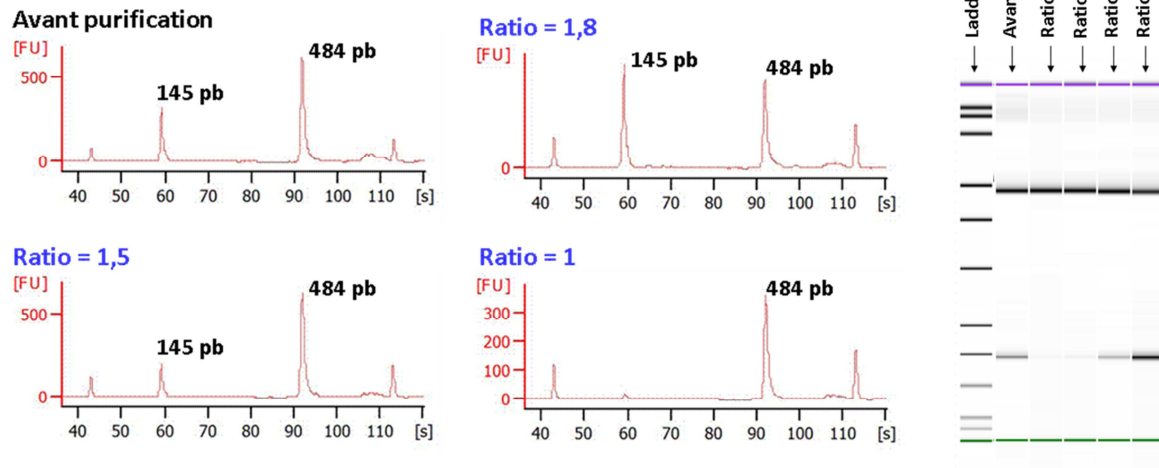 Avant purification
[FU]
500
0
145 pb
484 pb
40 50 60 70 80 90 100 110 [s]
Ratio = 1,8
[FU]
0
145 pb
484 pb
40 50 60 70 80 90 100 110 [s]
Ratio = 1,5
[FU]
500
0
145 pb
484 pb
40 50 60 70 80 90 100 110 [s]
Ratio = 1
[FU]
300
200
100
0
484 pb
40 50 60 70 80 90 100 110 [s]
Ladd
Avan
Ratio
Ratio
Ratio
Ratio